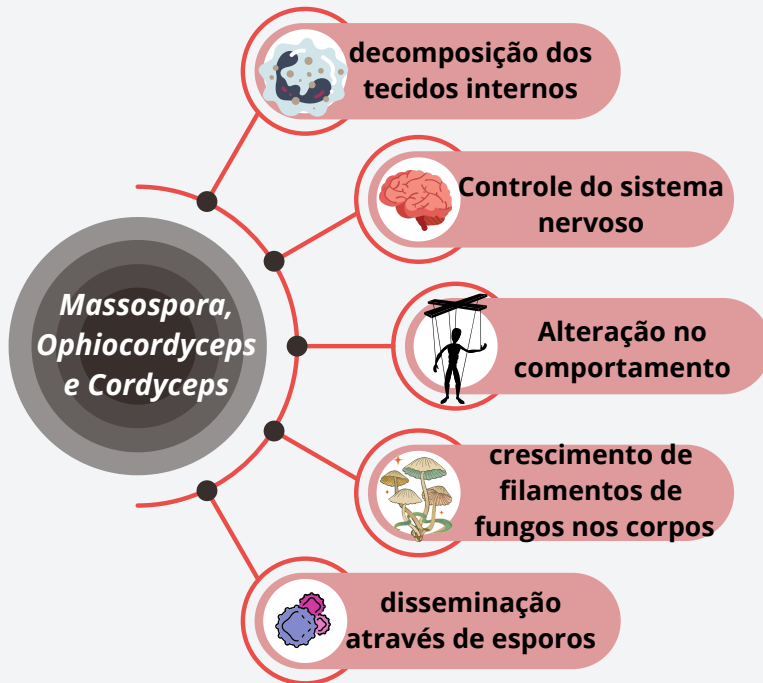 decomposição dos
tecidos internos
Controle do sistema
nervoso
Massospora,
Ophiocordyceps
e Cordyceps
Alteração no
comportamento
crescimento de
filamentos de
fungos nos corpos
disseminação
através de esporos